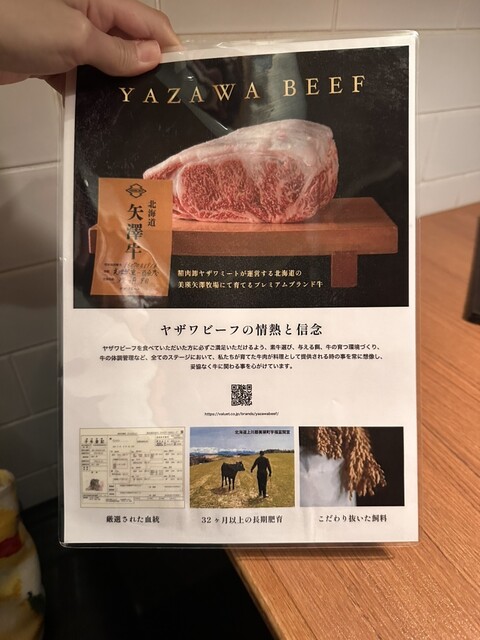 YAZAWA BEEF
北海道
矢澤牛
精肉卸ヤザワミートが運営する北海道の
美瑛矢澤牧場にて育てるプレミアムブランド牛
ヤザワビーフの情熱と信念
ヤザワビーフを食べていただいた方に必ずご満足いただけるよう、素牛選び、与える餌、牛の育つ環境づくり、
牛の体調管理など、全てのステージにおいて、私たちが育てた牛肉が料理として提供される時の事を常に想像し、
妥協なく牛に関わる事を心がけています。
北海道上川郡美瑛町字福富開宝
厳選された血統
32ヶ月以上の長期肥育
こだわり抜いた飼料